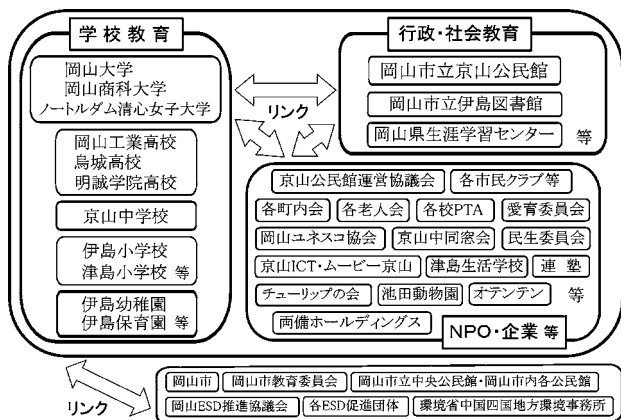 学校教育
岡山大学
岡山商科大学
ノートルダム清心女子大学
岡山工業高校
烏城高校
明誠学院高校
京山中学校
伊島小学校
津島小学校 等
伊島幼稚園
伊島保育園 等
リンク
行政・社会教育
岡山市立京山公民館
岡山市立伊島図書館
岡山県生涯学習センター 等
京山公民館運営協議会 各市民クラブ等
各町内会 各老人会 各校PTA 愛育委員会
岡山ユネスコ協会 京山中同窓会 民生委員会
京山ICT・ムービー京山 津島生活学校 連塾
チューリップの会 池田動物園 オテンテン 等
両備ホールディングス
NPO・企業 等
リンク
岡山市 岡山市教育委員会 岡山市立中央公民館・岡山市内各公民館
岡山ESD推進協議会 各ESD促進団体 環境省中国四国地方環境事務所